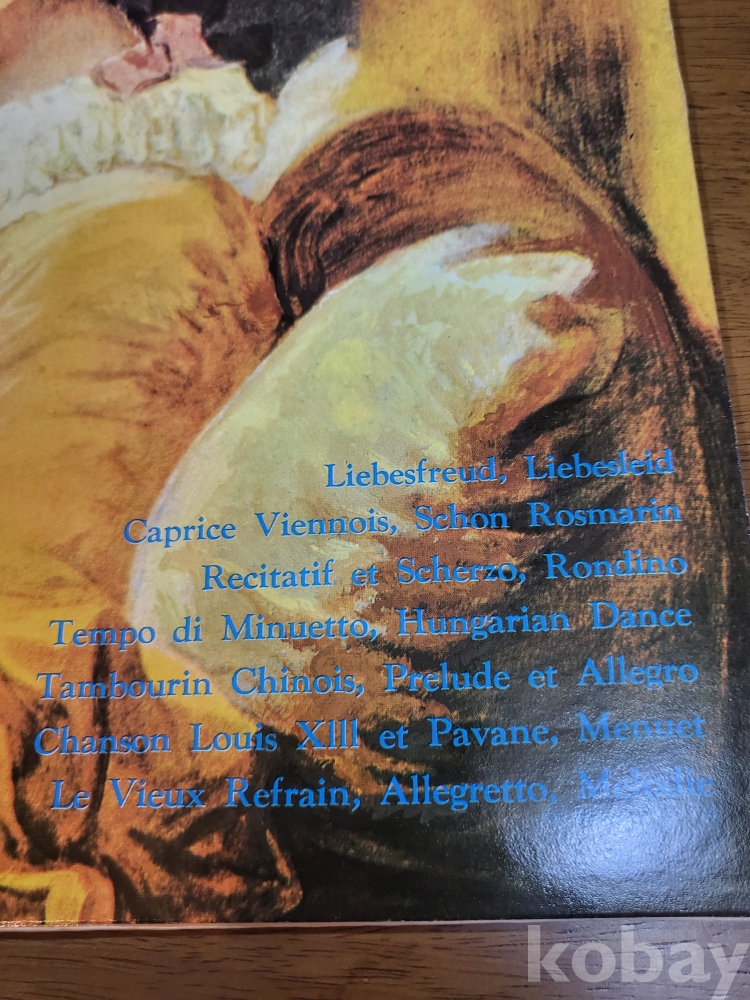 Liebesfreud, Liebesleid
Caprice Viennois, Schon Rosmarin
Recitatif et Scherzo, Rondino
Tempo di Minuetto, Hungarian Dance
Tambourin Chinois, Prelude et Allegro
Chanson Louis XIII et Pavane, Menuet
Le Vieux Refrain, Allegretto, Melodie
kobay